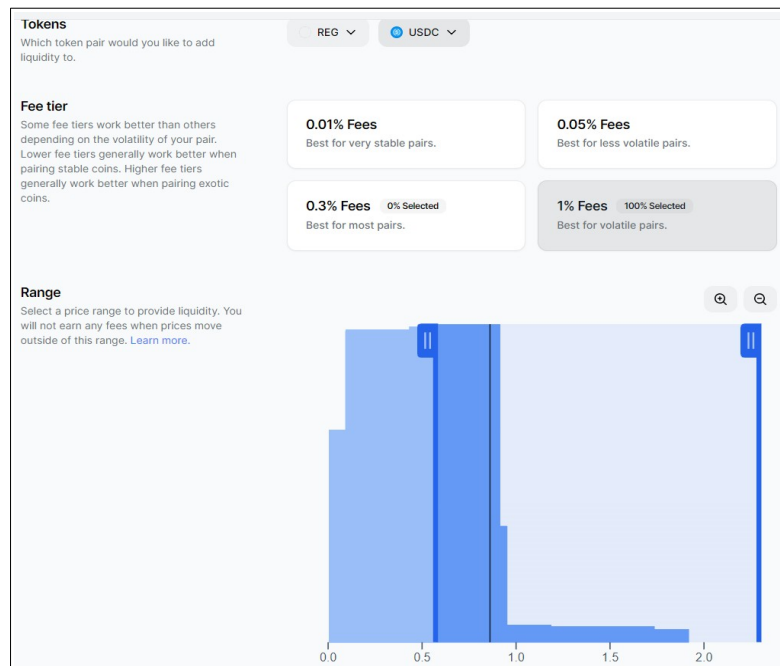 Tokens
Which token pair would you like to add
liquidity to.
REG
USDC
Fee tier
Some fee tiers work better than others
depending on the volatility of your pair.
Lower fee tiers generally work better when
pairing stable coins. Higher fee tiers
generally work better when pairing exotic
coins.
0.01% Fees
Best for very stable pairs.
0.05% Fees
Best for less volatile pairs.
0.3% Fees 0% Selected
Best for most pairs.
1% Fees 100% Selected
Best for volatile pairs.
Range
Select a price range to provide liquidity. You
will not earn any fees when prices move
outside of this range. Learn more.
0.0 0.5 1.0 1.5 2.0